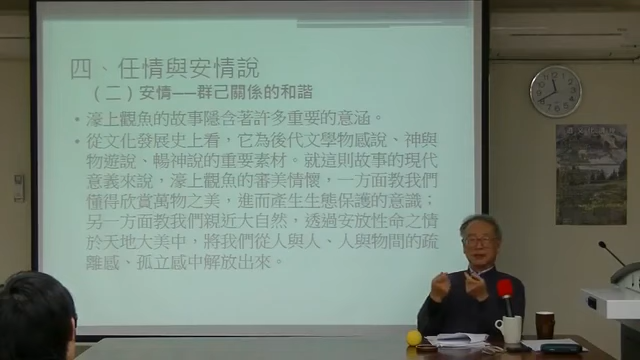 四、任情與安情說
（二）安情──群己關係的和諧
• 濠上觀魚的故事隱含著許多重要的意涵。
• 從文化發展史上看，它為後代文學物感說、神與
物遊說、暢神說的重要素材。就這則故事的現代
意義來說，濠上觀魚的審美情懷，一方面教我們
懂得欣賞萬物之美，進而產生生態保護的意識；
另一方面教我們親近大自然，透過安放性命之情
於天地大美中，將我們從人與人、人與物間的疏
離感、孤立感中解放出來。